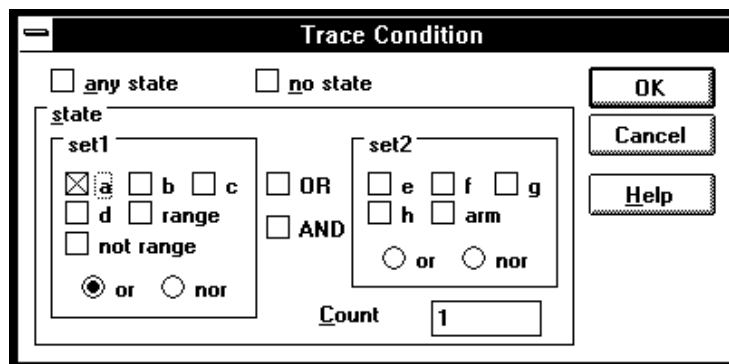 Trace Condition
any state no state
OK
state
Cancel
set1 set2
a b c OR e f g
Help
d range AND h arm
not range
or nor or nor
Count 1